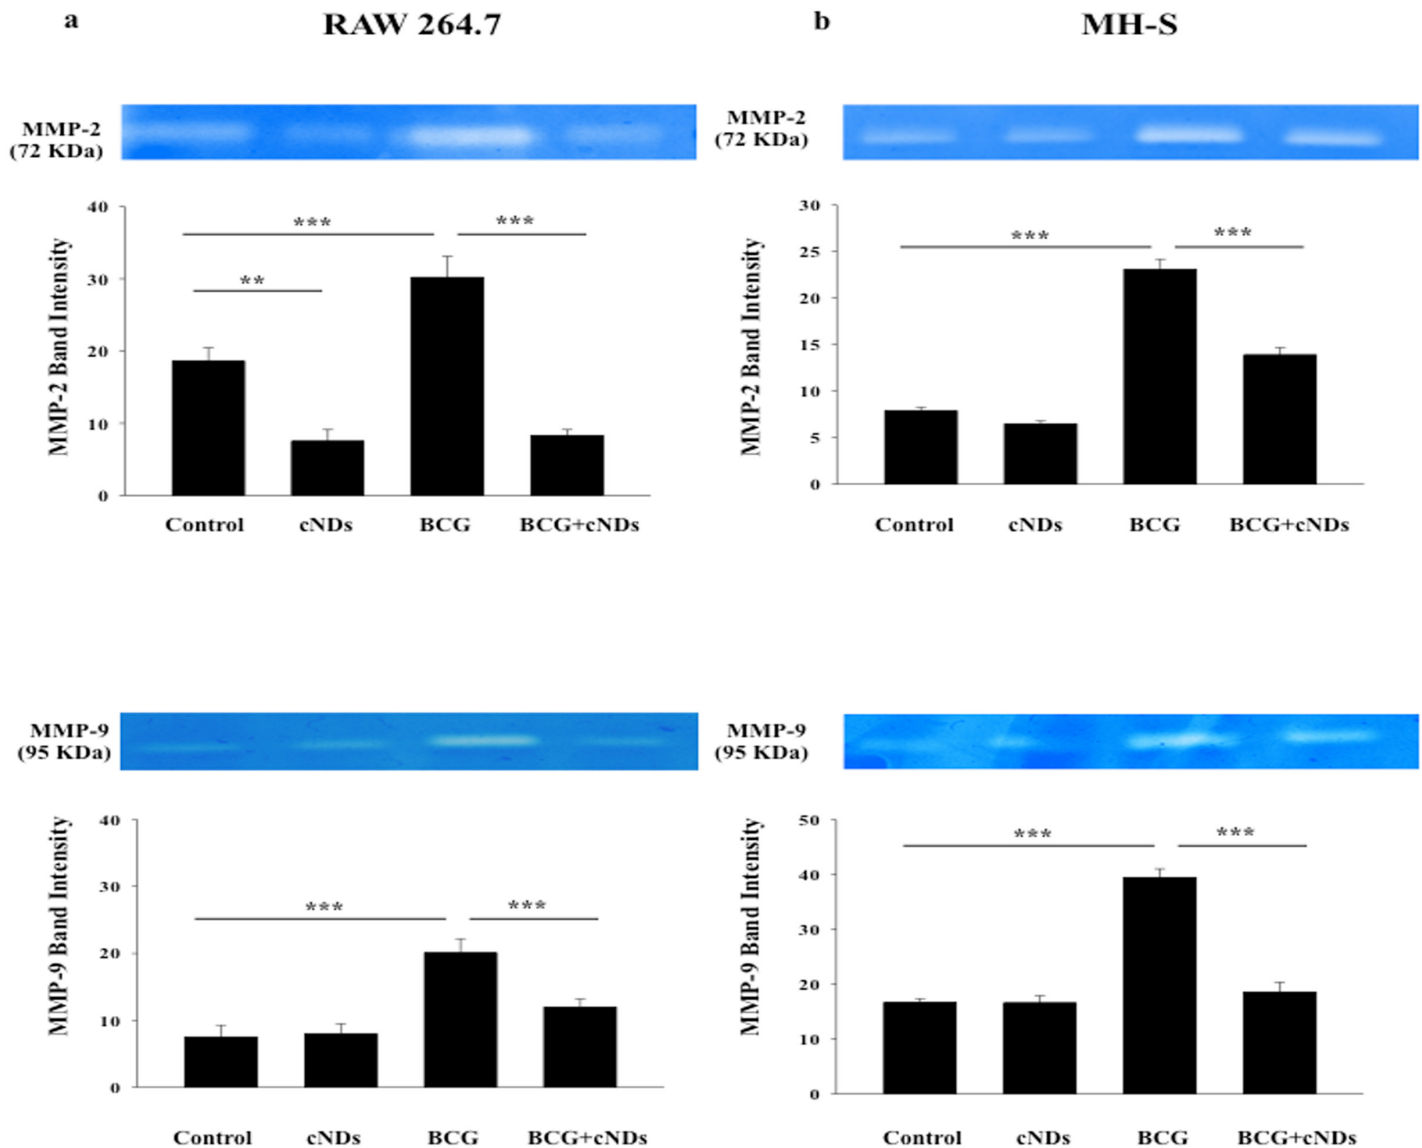 a RAW 264.7
b MH-S
MMP-2
(72 KDa)
MMP-2
(72 KDa)
40
30
20
10
0
MMP-2 Band Intensity
***
***
**
Control cNDs BCG BCG+cNDs
30
25
20
15
10
5
0
MMP-2 Band Intensity
***
***
Control cNDs BCG BCG+cNDs
MMP-9
(95 KDa)
MMP-9
(95 KDa)
40
30
20
10
0
MMP-9 Band Intensity
***
***
Control cNDs BCG BCG+cNDs
50
40
30
20
10
0
MMP-9 Band Intensity
***
***
Control cNDs BCG BCG+cNDs